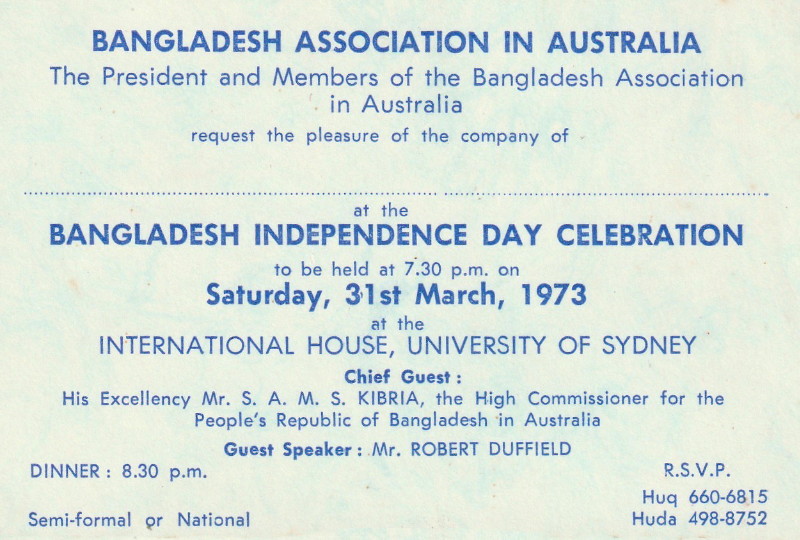 BANGLADESH ASSOCIATION IN AUSTRALIA
The President and Members of the Bangladesh Association
in Australia
request the pleasure of the company of
at the
BANGLADESH INDEPENDENCE DAY CELEBRATION
to be held at 7.30 p.m. on
Saturday, 31st March, 1973
at the
INTERNATIONAL HOUSE, UNIVERSITY OF SYDNEY
Chief Guest :
His Excellency Mr. S. A. M. S. KIBRIA, the High Commissioner for the
People's Republic of Bangladesh in Australia
Guest Speaker : Mr. ROBERT DUFFIELD
DINNER : 8.30 p.m.
R.S.V.P.
Huq 660-6815
Semi-formal or National
Huda 498-8752